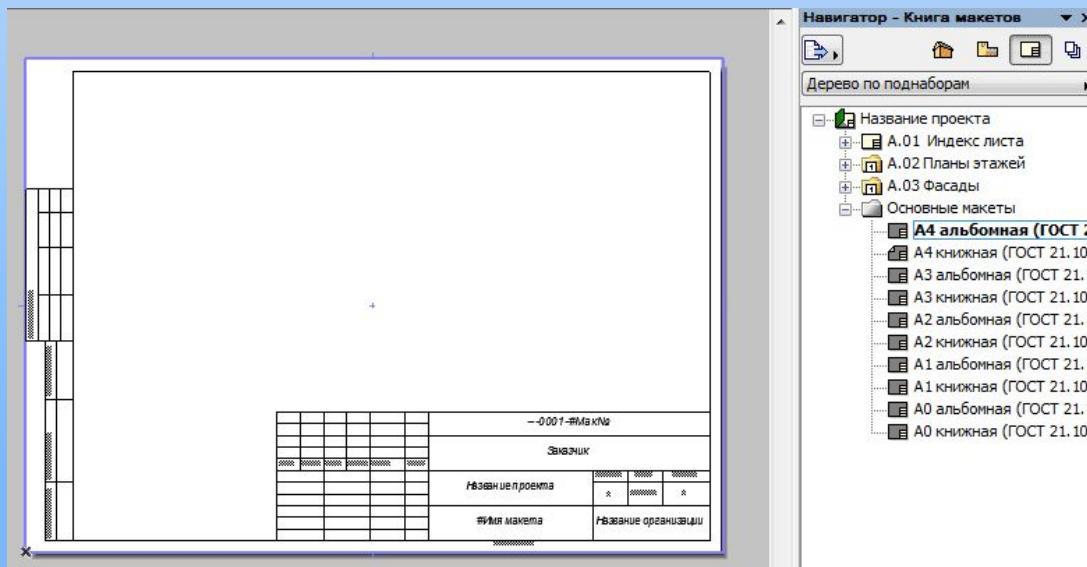 Навигатор - Книга макетов
Дерево по поднаборам
Название проекта
А.01 Индекс листа
А.02 Планы этажей
А.03 Фасады
Основные макеты
А4 альбомная (ГОСТ 2
А4 книжная (ГОСТ 21.10
А3 альбомная (ГОСТ 21.
А3 книжная (ГОСТ 21.10
А2 альбомная (ГОСТ 21.
А2 книжная (ГОСТ 21.10
А1 альбомная (ГОСТ 21.
А1 книжная (ГОСТ 21.10
А0 альбомная (ГОСТ 21.
А0 книжная (ГОСТ 21.10
--0001-#Мак№
Заказчик
Название проекта
#Имя макета
Название организации